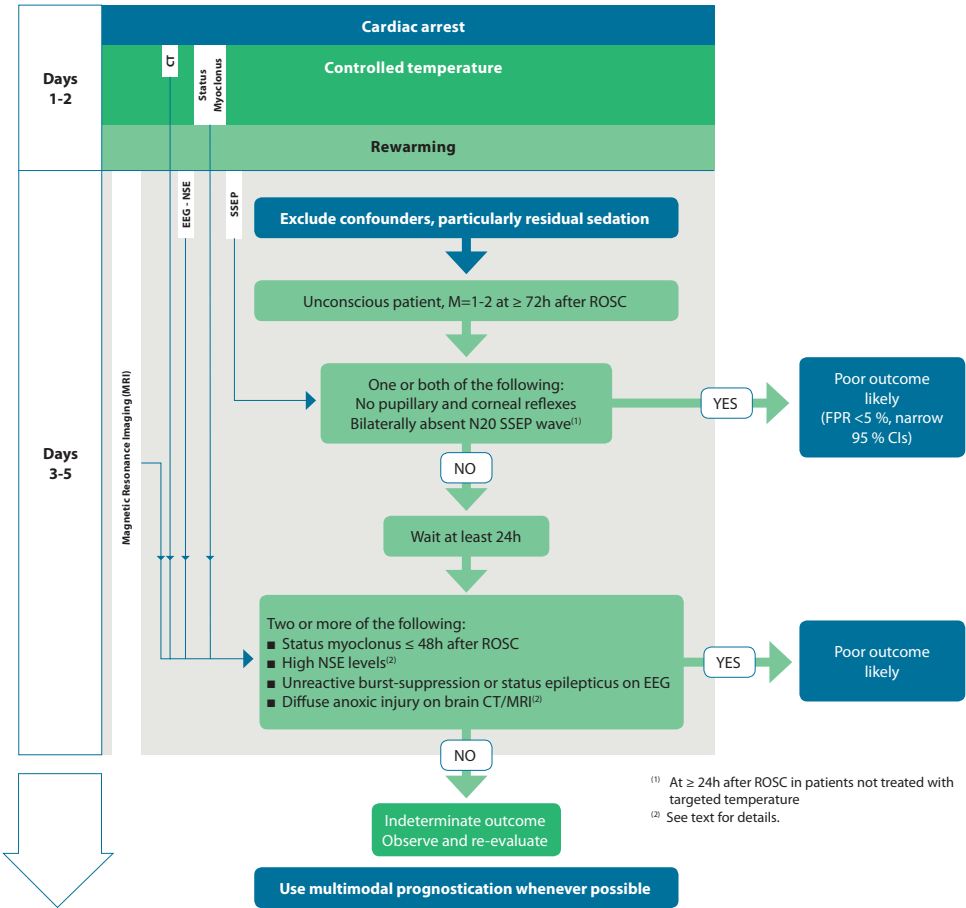 Cardiac arrest
Days
1-2
CT
Status
Myoclonus
Controlled temperature
Rewarming
Days
3-5
Magnetic Resonance Imaging (MRI)
EEG - NSE
SSEP
Exclude confounders, particularly residual sedation
Unconscious patient, M=1-2 at ≥ 72h after ROSC
One or both of the following:
No pupillary and corneal reflexes
Bilaterally absent N20 SSEP wave(1)
YES
Poor outcome
likely
(FPR <5 %, narrow
95 % CIs)
NO
Wait at least 24h
Two or more of the following:
■ Status myoclonus ≤ 48h after ROSC
■ High NSE levels(2)
■ Unreactive burst-suppression or status epilepticus on EEG
■ Diffuse anoxic injury on brain CT/MRI(2)
YES
Poor outcome
likely
NO
(1) At ≥ 24h after ROSC in patients not treated with
targeted temperature
(2) See text for details.
Indeterminate outcome
Observe and re-evaluate
Use multimodal prognostication whenever possible